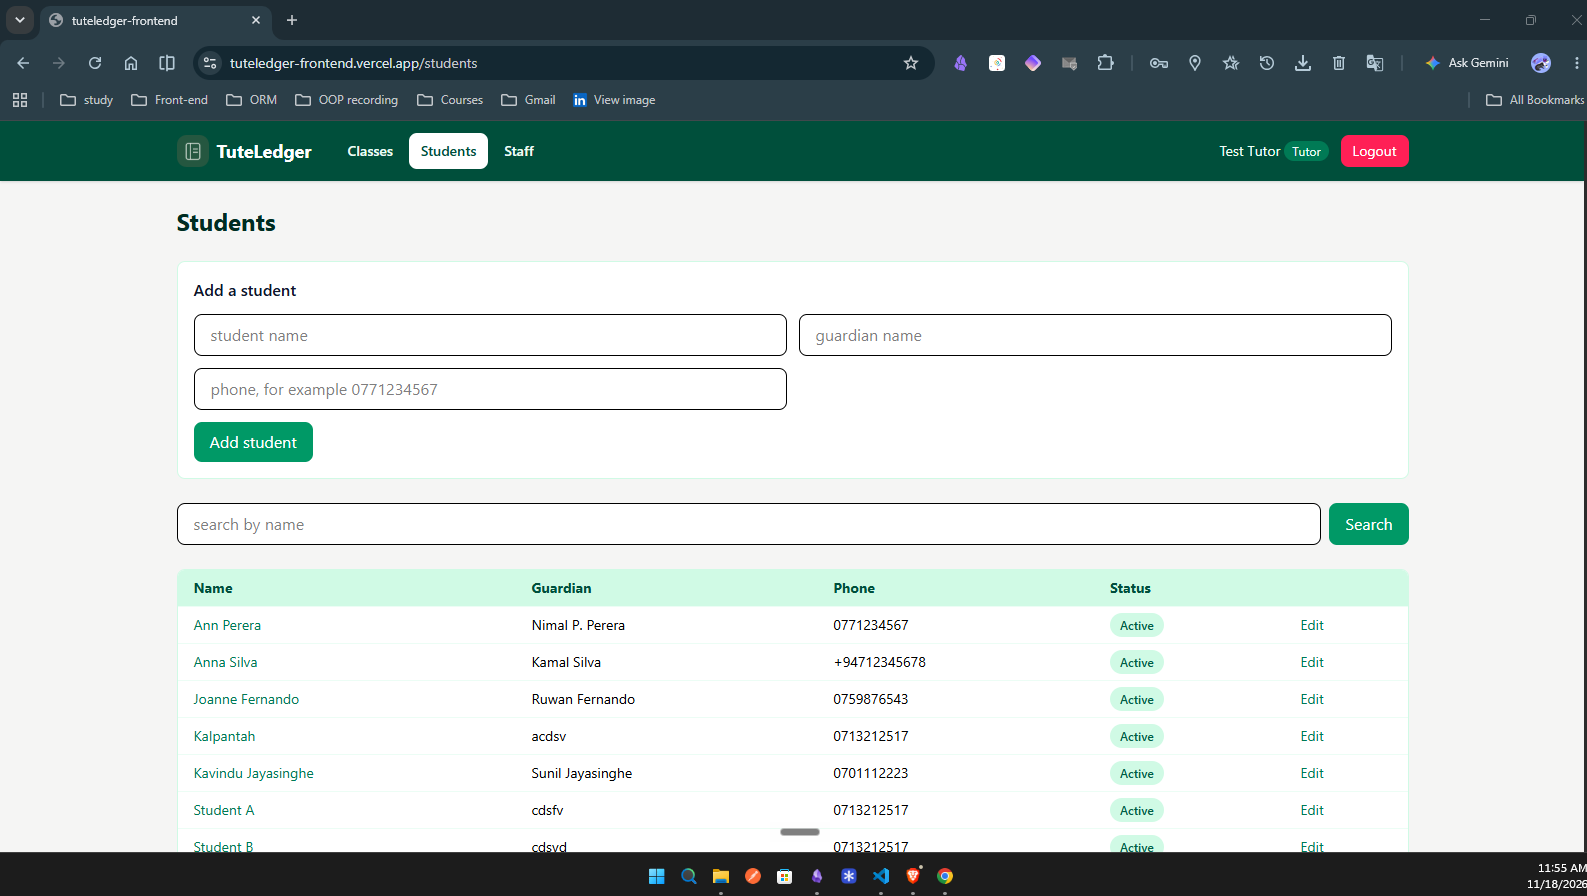 tuteledger-frontend
tuteledger-frontend.vercel.app/students
Ask Gemini
study Front-end ORM OOP recording Courses Gmail in View image All Bookmarks
TuteLedger Classes Students Staff Test Tutor Tutor Logout
Students
Add a student
student name guardian name
phone, for example 0771234567
Add student
search by name Search
Name Guardian Phone Status
Ann Perera Nimal P. Perera 0771234567 Active Edit
Anna Silva Kamal Silva +94712345678 Active Edit
Joanne Fernando Ruwan Fernando 0759876543 Active Edit
Kalpantah acdsv 0713212517 Active Edit
Kavindu Jayasinghe Sunil Jayasinghe 0701112223 Active Edit
Student A cdsfv 0713212517 Active Edit
Student B cdsvd 0713212517 Active Edit
11:55 AM
11/18/2026